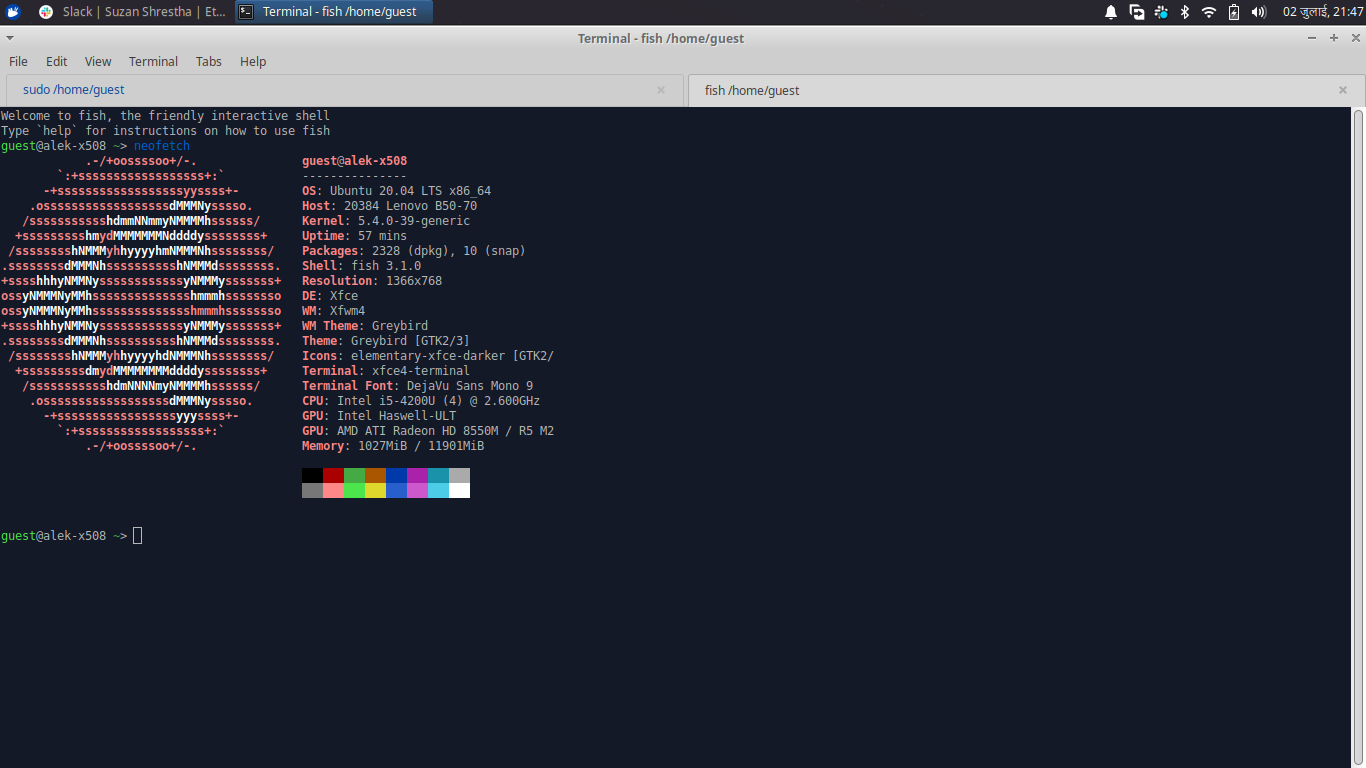 Slack | Suzan Shrestha | Et...
Terminal - fish /home/guest
02 जुलाई, 21:47
Terminal - fish /home/guest
File Edit View Terminal Tabs Help
sudo /home/guest
fish /home/guest
Welcome to fish, the friendly interactive shell
Type `help` for instructions on how to use fish
guest@alek-x508 ~> neofetch
            .-/+oossssoo+/-.               guest@alek-x508
        `:+ssssssssssssssssss+:`           ---------------
      -+ssssssssssssssssssyyssss+-         OS: Ubuntu 20.04 LTS x86_64
    .ossssssssssssssssssdMMMNysssso.       Host: 20384 Lenovo B50-70
   /ssssssssssshdmmNNmmyNMMMMhssssss/      Kernel: 5.4.0-39-generic
  +ssssssssshmydMMMMMMMNddddyssssssss+     Uptime: 57 mins
 /sssssssshNMMMyhhyyyyhmNMMMNhssssssss/    Packages: 2328 (dpkg), 10 (snap)
.ssssssssdMMMNhsssssssssshNMMMdssssssss.   Shell: fish 3.1.0
+sssshhhyNMMNyssssssssssssyNMMMysssssss+   Resolution: 1366x768
ossyNMMMNyMMhsssssssssssssshmmmhssssssso   DE: Xfce
ossyNMMMNyMMhsssssssssssssshmmmhssssssso   WM: Xfwm4
+sssshhhyNMMNyssssssssssssyNMMMysssssss+   WM Theme: Greybird
.ssssssssdMMMNhsssssssssshNMMMdssssssss.   Theme: Greybird [GTK2/3]
 /sssssssshNMMMyhhyyyyhdNMMMNhssssssss/    Icons: elementary-xfce-darker [GTK2/
  +sssssssssdmydMMMMMMMMddddyssssssss+     Terminal: xfce4-terminal
   /ssssssssssshdmNNNNmyNMMMMhssssss/      Terminal Font: DejaVu Sans Mono 9
    .ossssssssssssssssssdMMMNysssso.       CPU: Intel i5-4200U (4) @ 2.600GHz
      -+sssssssssssssssssyyyssss+-         GPU: Intel Haswell-ULT
        `:+ssssssssssssssssss+:`           GPU: AMD ATI Radeon HD 8550M / R5 M2
            .-/+oossssoo+/-.               Memory: 1027MiB / 11901MiB
guest@alek-x508 ~>